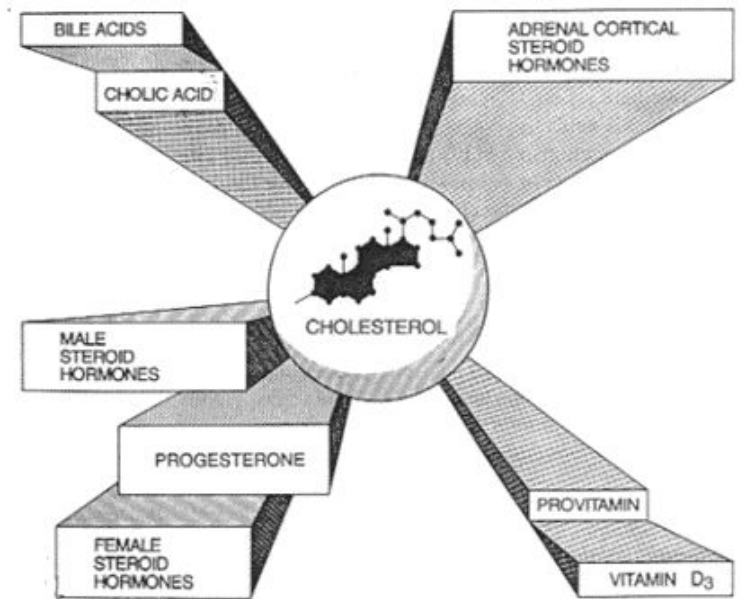 BILE ACIDS
CHOLIC ACID
ADRENAL CORTICAL
STEROID
HORMONES
CHOLESTEROL
MALE
STEROID
HORMONES
PROGESTERONE
FEMALE
STEROID
HORMONES
PROVITAMIN
VITAMIN D3